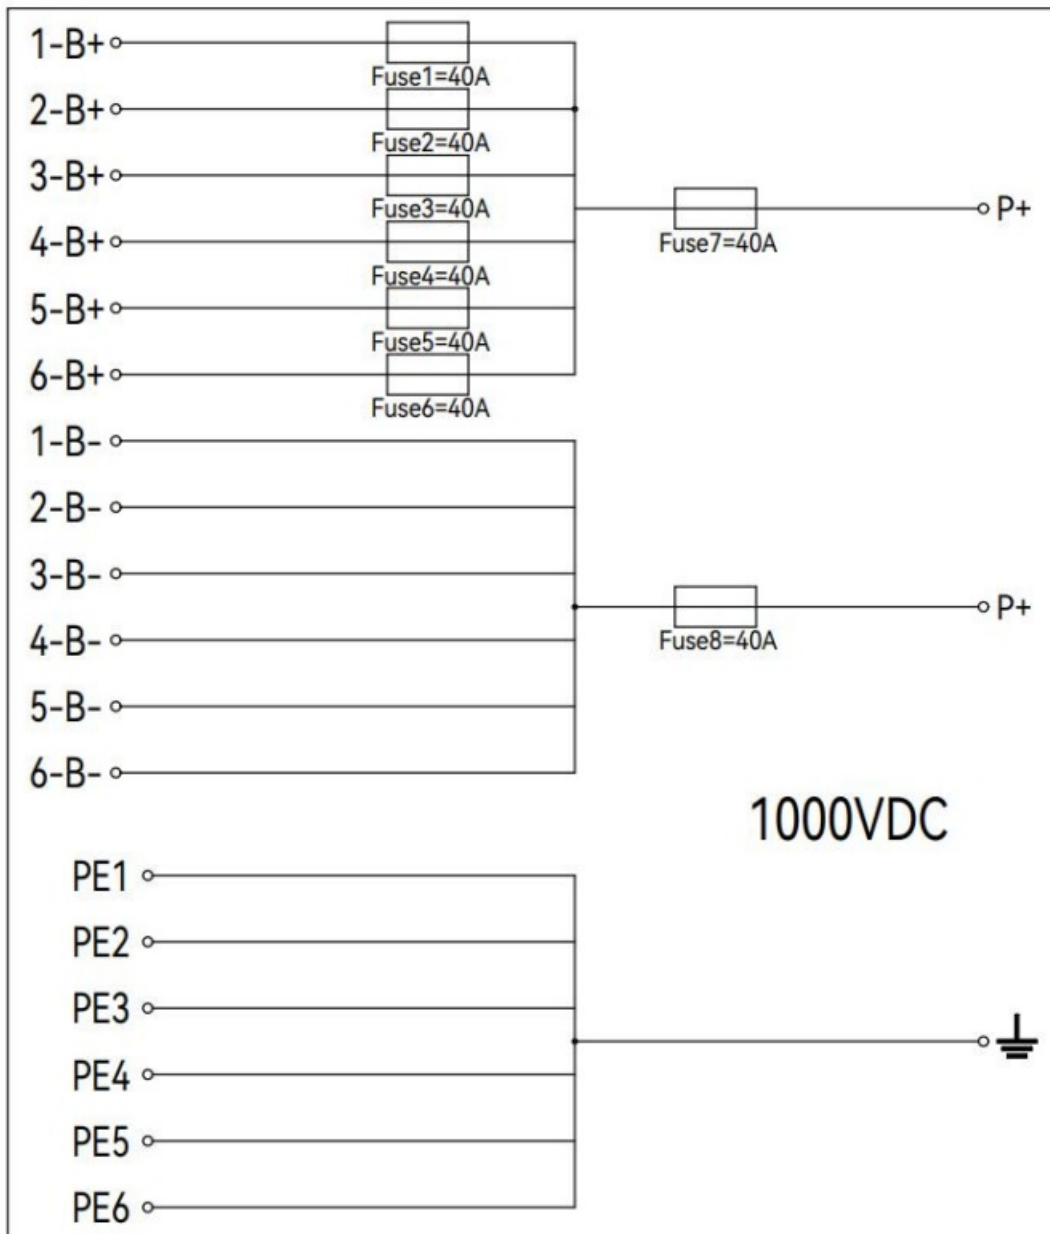 1-B+
Fuse1=40A
2-B+
Fuse2=40A
3-B+
Fuse3=40A
P+
Fuse7=40A
4-B+
Fuse4=40A
5-B+
Fuse5=40A
6-B+
Fuse6=40A
1-B-
2-B-
3-B-
P+
Fuse8=40A
4-B-
5-B-
6-B-
1000VDC
PE1
PE2
PE3
PE4
PE5
PE6